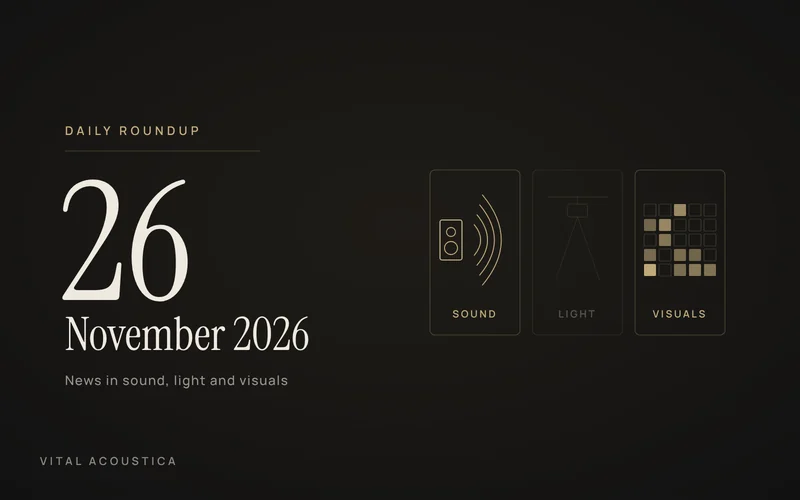 DAILY ROUNDUP
26
November 2026
News in sound, light and visuals
SOUND
LIGHT
VISUALS
VITAL ACOUSTICA